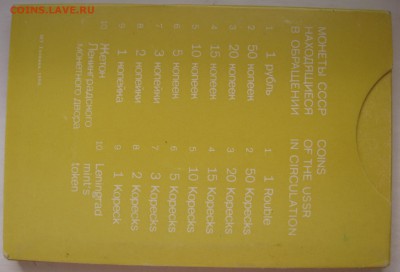 COINS.LAVE.RU
МОНЕТЫ СССР
НАХОДЯЩИЕСЯ
В ОБРАЩЕНИИ
1 1 рубль
2 50 копеек
3 20 копеек
4 15 копеек
5 10 копеек
6 5 копеек
7 3 копейки
8 2 копейки
9 1 копейка
10 Жетон
Ленинградского
монетного двора
COINS
OF THE USSR
IN CIRCULATION
1 1 Rouble
2 50 Kopecks
3 20 Kopecks
4 15 Kopecks
5 10 Kopecks
6 5 Kopecks
7 3 Kopecks
8 2 Kopecks
9 1 Kopeck
10 Leningrad
mint's
token